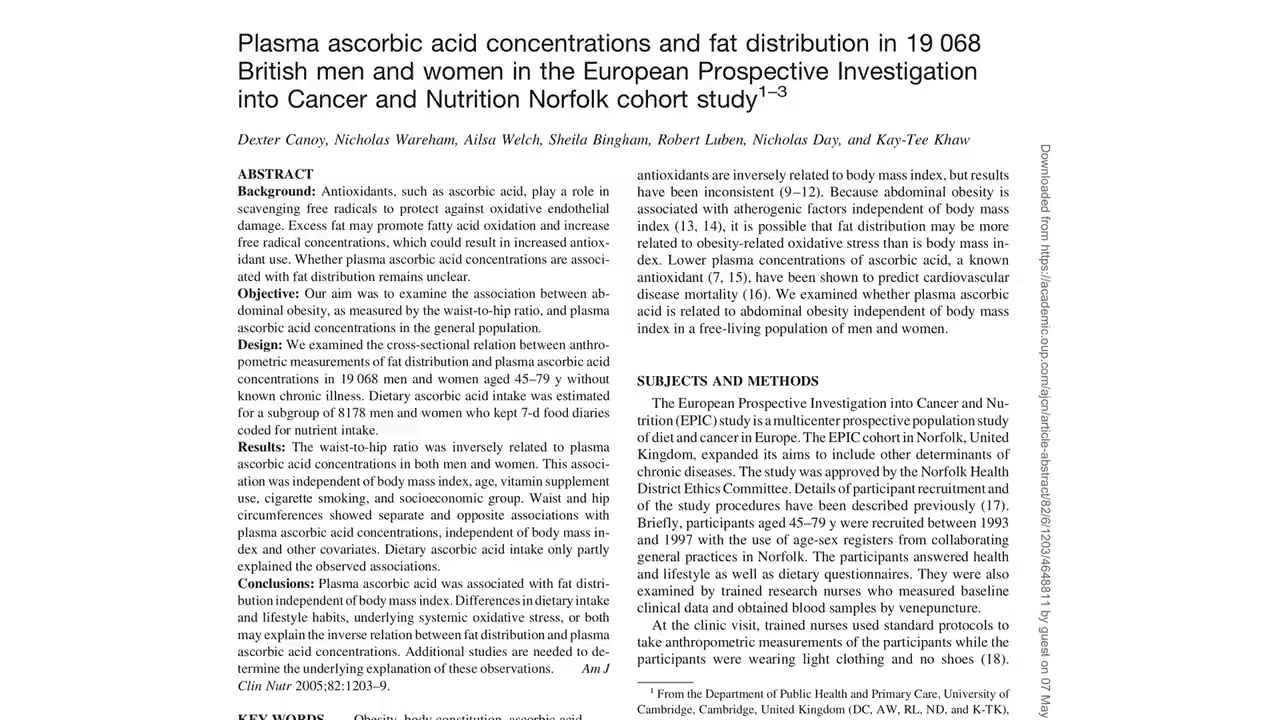 Plasma ascorbic acid concentrations and fat distribution in 19 068
British men and women in the European Prospective Investigation
into Cancer and Nutrition Norfolk cohort study1–3
Dexter Canoy, Nicholas Wareham, Ailsa Welch, Sheila Bingham, Robert Luben, Nicholas Day, and Kay-Tee Khaw
ABSTRACT
Background: Antioxidants, such as ascorbic acid, play a role in
scavenging free radicals to protect against oxidative endothelial
damage. Excess fat may promote fatty acid oxidation and increase
free radical concentrations, which could result in increased antiox-
idant use. Whether plasma ascorbic acid concentrations are associ-
ated with fat distribution remains unclear.
Objective: Our aim was to examine the association between ab-
dominal obesity, as measured by the waist-to-hip ratio, and plasma
ascorbic acid concentrations in the general population.
Design: We examined the cross-sectional relation between anthro-
pometric measurements of fat distribution and plasma ascorbic acid
concentrations in 19 068 men and women aged 45–79 y without
known chronic illness. Dietary ascorbic acid intake was estimated
for a subgroup of 8178 men and women who kept 7-d food diaries
coded for nutrient intake.
Results: The waist-to-hip ratio was inversely related to plasma
ascorbic acid concentrations in both men and women. This associ-
ation was independent of body mass index, age, vitamin supplement
use, cigarette smoking, and socioeconomic group. Waist and hip
circumferences showed separate and opposite associations with
plasma ascorbic acid concentrations, independent of body mass in-
dex and other covariates. Dietary ascorbic acid intake only partly
explained the observed associations.
Conclusions: Plasma ascorbic acid was associated with fat distri-
bution independent of body mass index. Differences in dietary intake
and lifestyle habits, underlying systemic oxidative stress, or both
may explain the inverse relation between fat distribution and plasma
ascorbic acid concentrations. Additional studies are needed to de-
termine the underlying explanation of these observations. Am J
Clin Nutr 2005;82:1203–9.
KEY WORDS Obesity, body constitution, ascorbic acid
antioxidants are inversely related to body mass index, but results
have been inconsistent (9–12). Because abdominal obesity is
associated with atherogenic factors independent of body mass
index (13, 14), it is possible that fat distribution may be more
related to obesity-related oxidative stress than is body mass in-
dex. Lower plasma concentrations of ascorbic acid, a known
antioxidant (7, 15), have been shown to predict cardiovascular
disease mortality (16). We examined whether plasma ascorbic
acid is related to abdominal obesity independent of body mass
index in a free-living population of men and women.
SUBJECTS AND METHODS
The European Prospective Investigation into Cancer and Nu-
trition (EPIC) study is a multicenter prospective population study
of diet and cancer in Europe. The EPIC cohort in Norfolk, United
Kingdom, expanded its aims to include other determinants of
chronic diseases. The study was approved by the Norfolk Health
District Ethics Committee. Details of participant recruitment and
of the study procedures have been described previously (17).
Briefly, participants aged 45–79 y were recruited between 1993
and 1997 with the use of age-sex registers from collaborating
general practices in Norfolk. The participants answered health
and lifestyle as well as dietary questionnaires. They were also
examined by trained research nurses who measured baseline
clinical data and obtained blood samples by venepuncture.
At the clinic visit, trained nurses used standard protocols to
take anthropometric measurements of the participants while the
participants were wearing light clothing and no shoes (18).
1 From the Department of Public Health and Primary Care, University of
Cambridge, Cambridge, United Kingdom (DC, AW, RL, ND, and K-TK),
Downloaded from https://academic.oup.com/ajcn/article-abstract/82/6/1203/4648811 by guest on 07 May